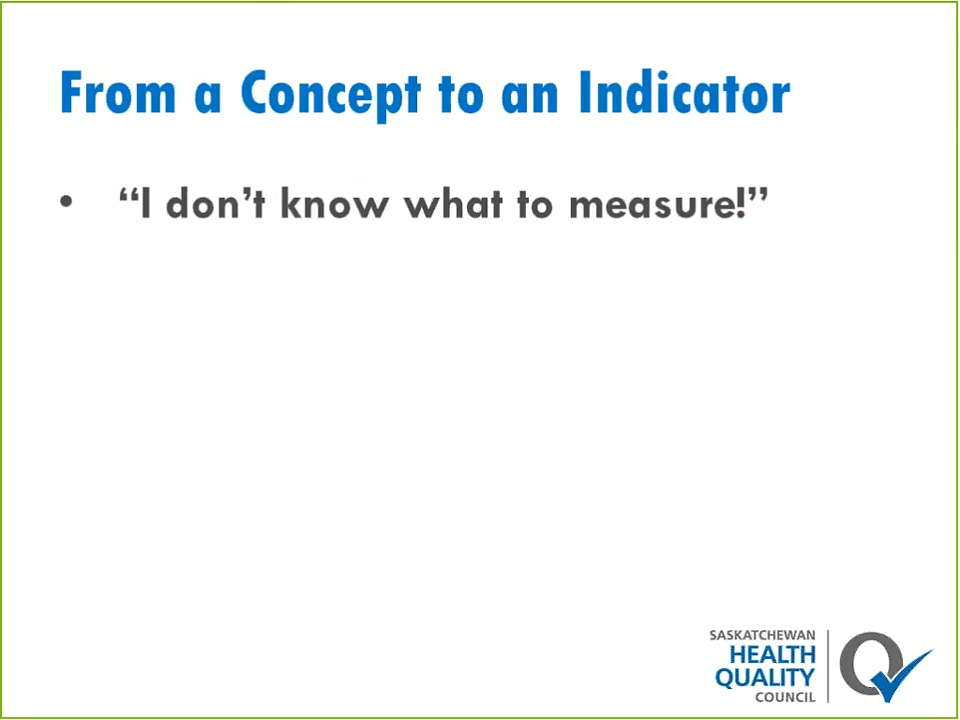 From a Concept to an Indicator
• “I don’t know what to measure!”
SASKATCHEWAN
HEALTH
QUALITY
COUNCIL